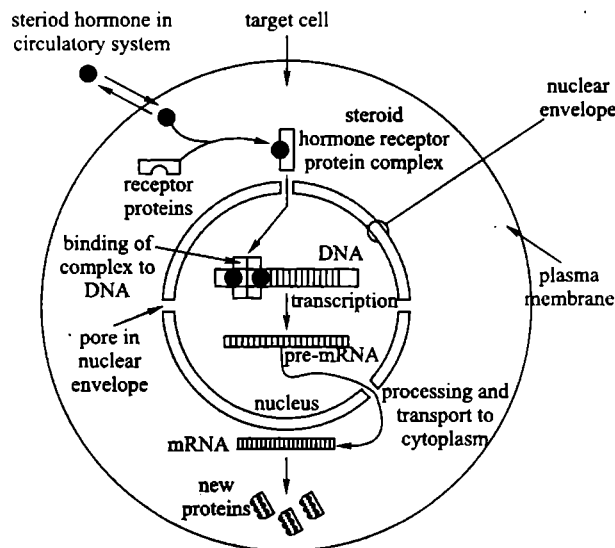 steriod hormone in
circulatory system
target cell
nuclear
envelope
steroid
hormone receptor
protein complex
receptor
proteins
binding of
complex to
DNA
DNA
transcription
plasma
membrane
pore in
nuclear
envelope
pre-mRNA
nucleus
processing and
transport to
cytoplasm
mRNA
new
proteins